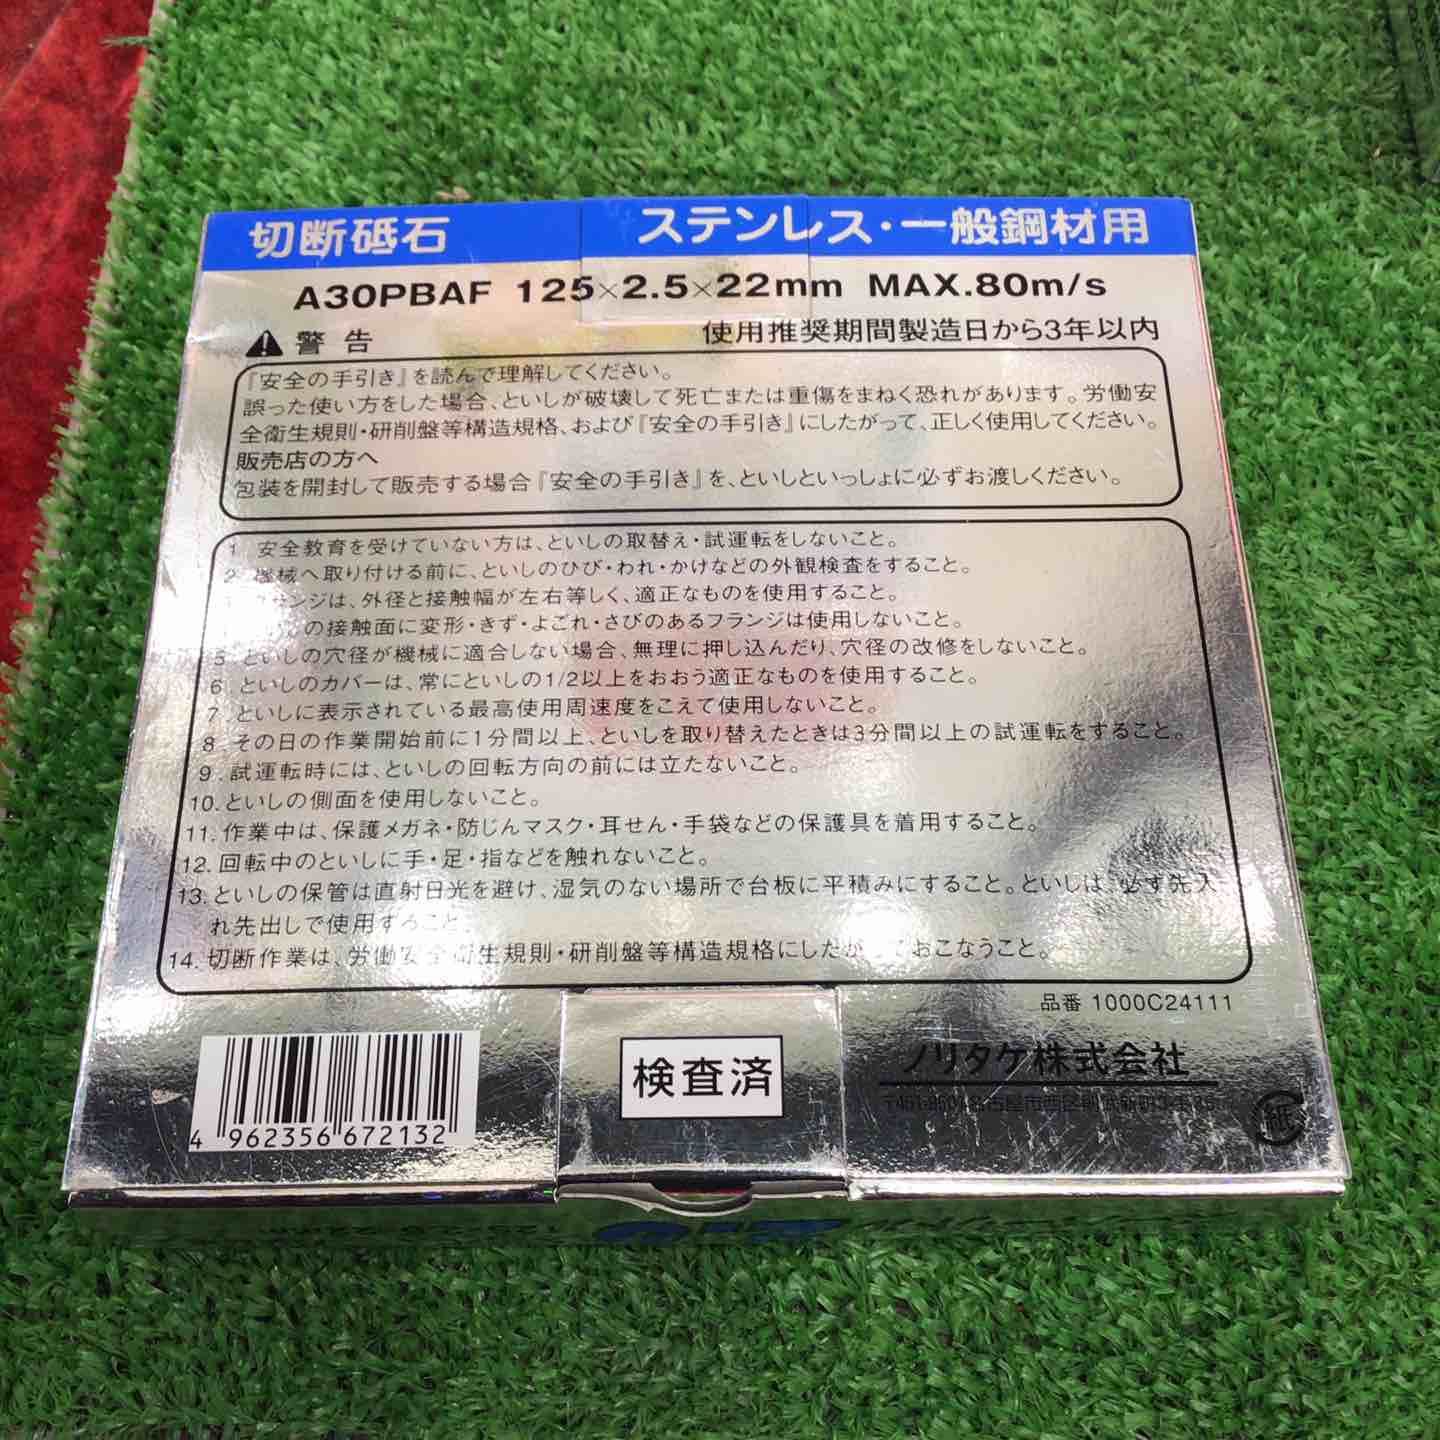 切断砥石 ステンレス・一般鋼材用
A30PBAF 125×2.5×22mm MAX.80m/s
警告 使用推奨期間製造日から3年以内
『安全の手引き』を読んで理解してください。
誤った使い方をした場合、といしが破壊して死亡または重傷をまねく恐れがあります。労働安
全衛生規則・研削盤等構造規格、および『安全の手引き』にしたがって、正しく使用してください。
販売店の方へ
包装を開封して販売する場合『安全の手引き』を、といしといっしょに必ずお渡しください。
1. 安全教育を受けていない方は、といしの取替え・試運転をしないこと。
2. 機械へ取り付ける前に、といしのひび・われ・かけなどの外観検査をすること。
フランジは、外径と接触幅が左右等しく、適正なものを使用すること。
の接触面に変形・きず・よごれ・さびのあるフランジは使用しないこと。
5. といしの穴径が機械に適合しない場合、無理に押し込んだり、穴径の改修をしないこと。
6. といしのカバーは、常にといしの1/2以上をおおう適正なものを使用すること。
7. といしに表示されている最高使用周速度をこえて使用しないこと。
8. その日の作業開始前に1分間以上、といしを取り替えたときは3分間以上の試運転をすること。
9. 試運転時には、といしの回転方向の前には立たないこと。
10. といしの側面を使用しないこと。
11. 作業中は、保護メガネ・防じんマスク・耳せん・手袋などの保護具を着用すること。
12. 回転中のといしに手・足・指などを触れないこと。
13. といしの保管は直射日光を避け、湿気のない場所で台板に平積みにすること。といしは、必ず先入
れ先出しで使用すること。
14. 切断作業は、労働安全衛生規則・研削盤等構造規格にしたがっておこなうこと。
品番 1000C24111
検査済
ノリタケ株式会社
4 962356 672132
紙